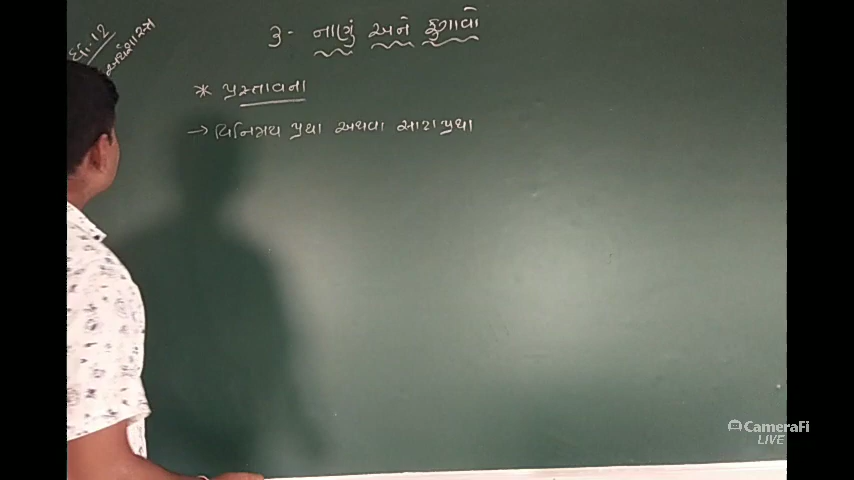 ધો.-12
અર્થશાસ્ત્ર
3- નાણું અને ફુગાવો
* પ્રસ્તાવના
→ વિનિમય પ્રથા અથવા સાટા પ્રથા
CameraFi
LIVE